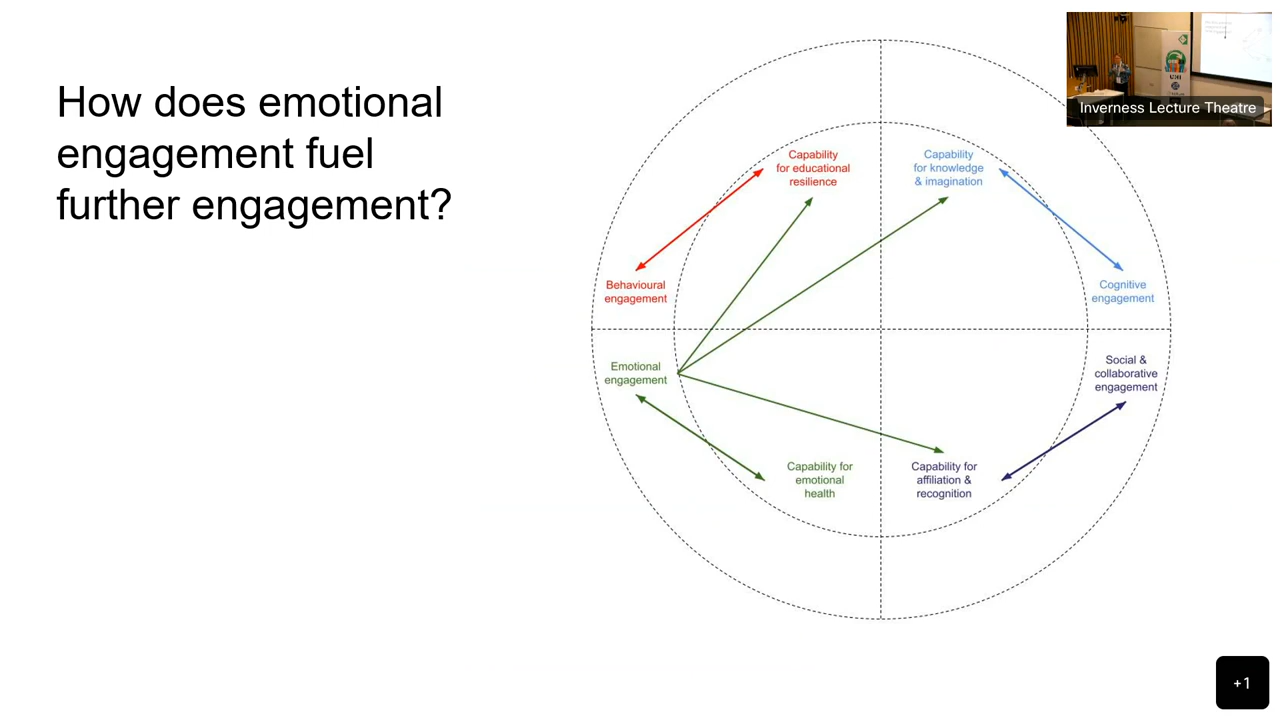 How does emotional
engagement fuel
further engagement?
Inverness Lecture Theatre
Capability
for educational
resilience
Capability
for knowledge
& imagination
Behavioural
engagement
Cognitive
engagement
Emotional
engagement
Social &
collaborative
engagement
Capability for
emotional
health
Capability for
affiliation &
recognition
+1